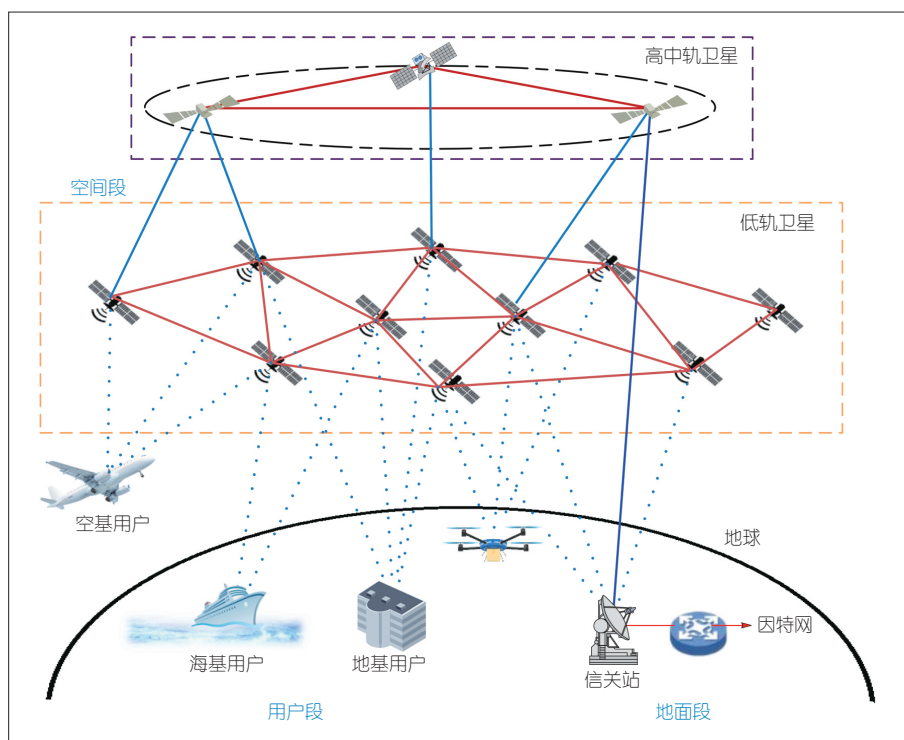 高中轨卫星
空间段
低轨卫星
空基用户
地球
海基用户
地基用户
信关站
因特网
用户段
地面段